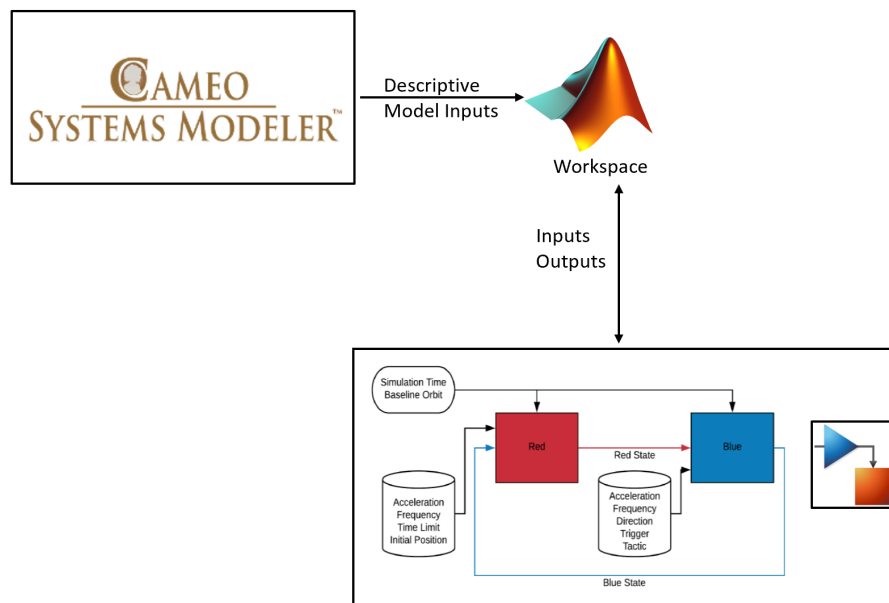 CAMEO
SYSTEMS MODELER™
Descriptive
Model Inputs
Workspace
Inputs
Outputs
Simulation Time
Baseline Orbit
Red
Blue
Red State
Acceleration
Frequency
Time Limit
Initial Position
Acceleration
Frequency
Direction
Trigger
Tactic
Blue State